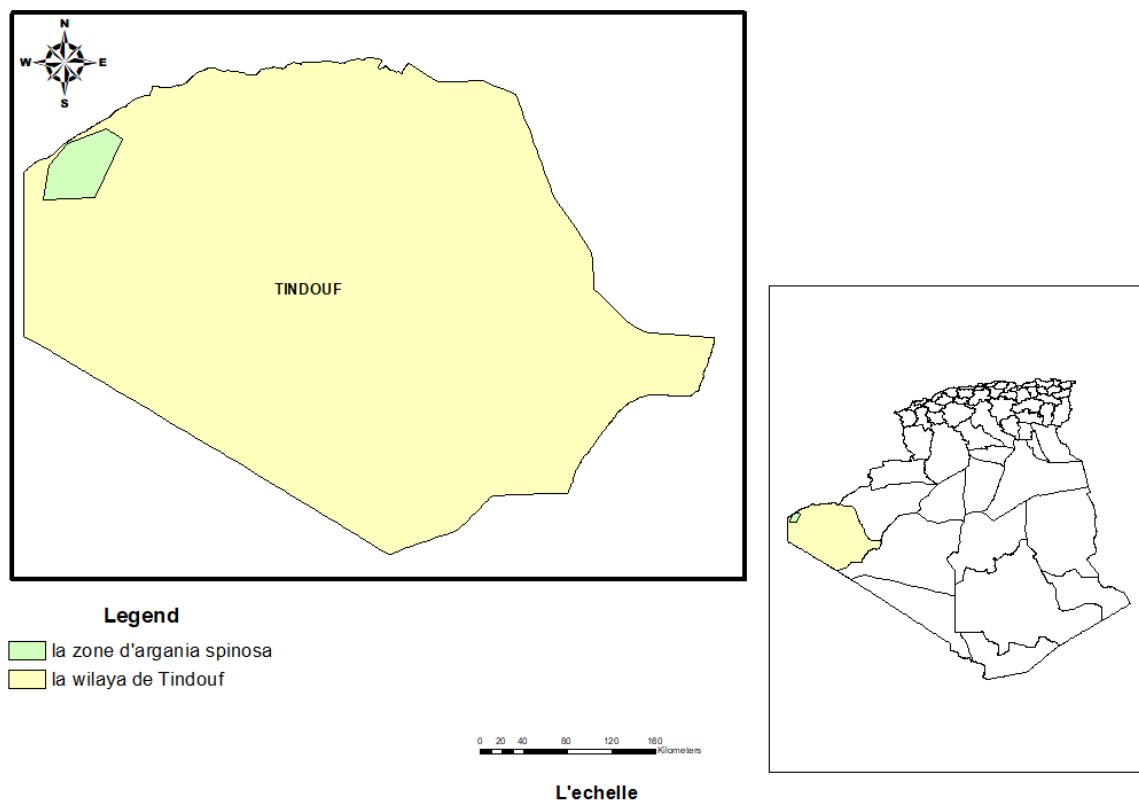 N
W E
S
TINDOUF
Legend
la zone d'argania spinosa
la wilaya de Tindouf
0 20 40 80 120 160
Kilometers
L'echelle